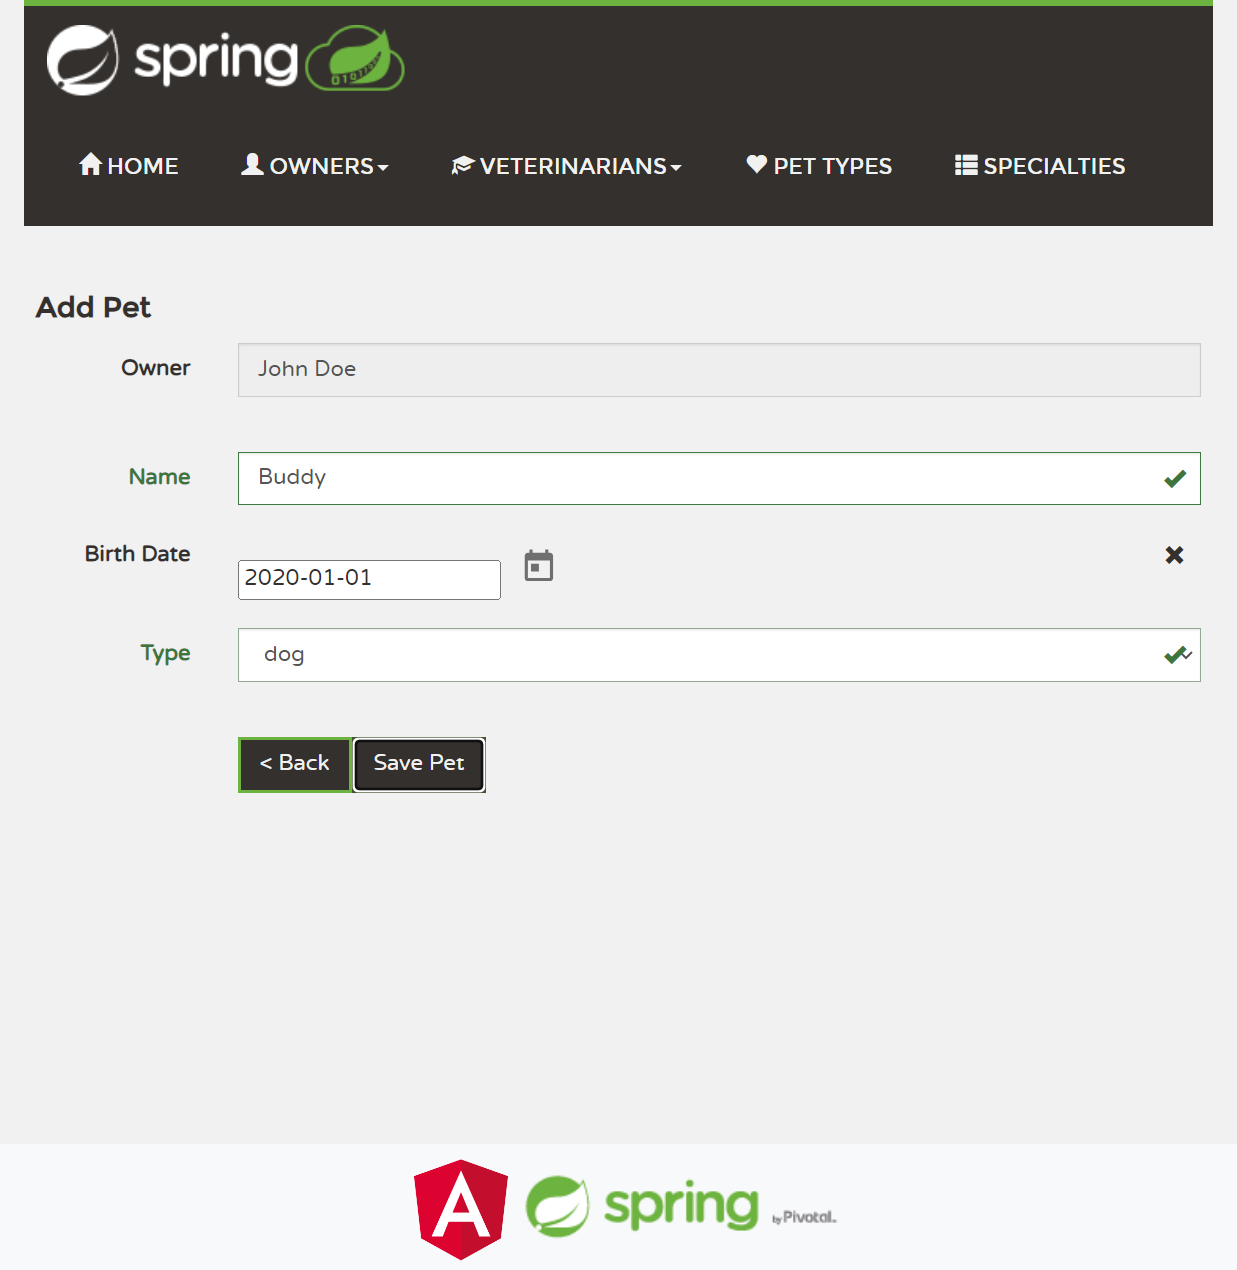 spring
HOME OWNERS VETERINARIANS PET TYPES SPECIALTIES
Add Pet
Owner John Doe
Name Buddy
Birth Date
2020-01-01
Type dog
< Back Save Pet
A spring by Pivotal